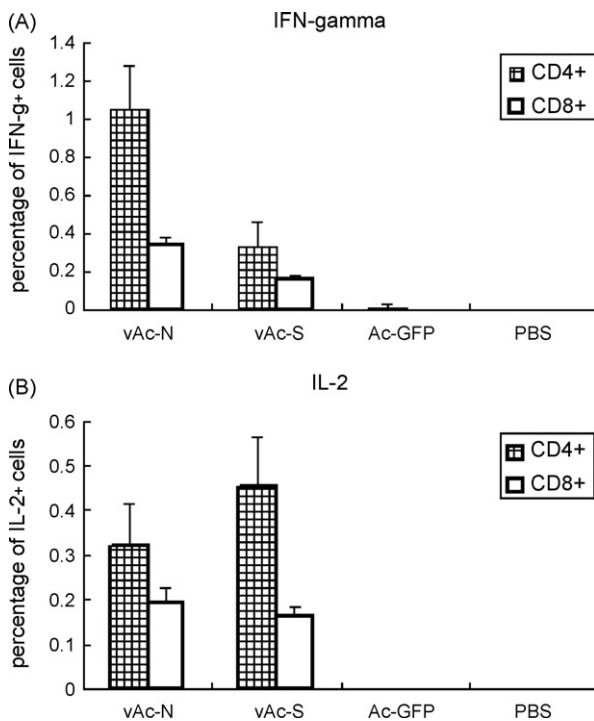 (A)
IFN-gamma
percentage of IFN-g+ cells
1.4
1.2
1
0.8
0.6
0.4
0.2
0
CD4+
CD8+
vAc-N vAc-S Ac-GFP PBS
(B)
IL-2
percentage of IL-2+ cells
0.6
0.5
0.4
0.3
0.2
0.1
0
CD4+
CD8+
vAc-N vAc-S Ac-GFP PBS